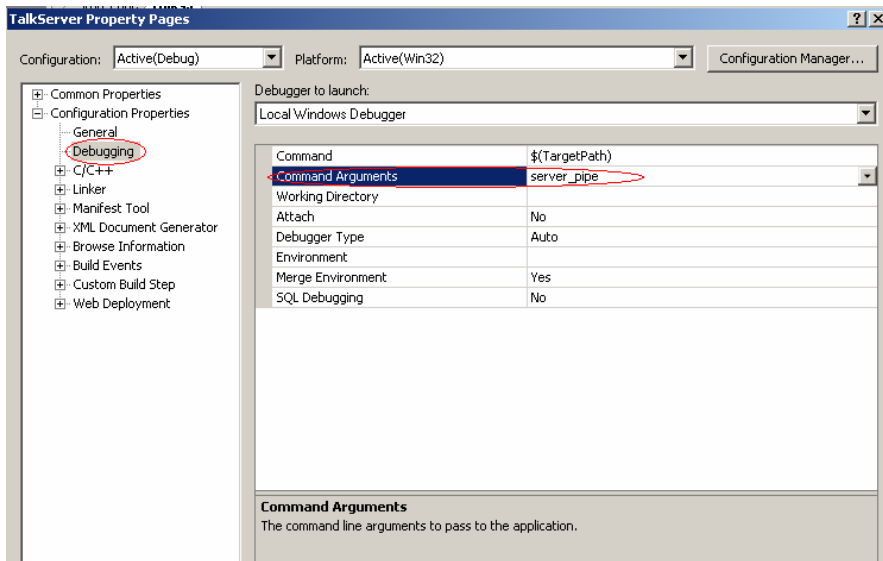 TalkServer Property Pages
Configuration: Active(Debug) Platform: Active(Win32) Configuration Manager...
Common Properties
Configuration Properties
General
Debugging
C/C++
Linker
Manifest Tool
XML Document Generator
Browse Information
Build Events
Custom Build Step
Web Deployment
Debugger to launch:
Local Windows Debugger
Command $(TargetPath)
Command Arguments server_pipe
Working Directory
Attach No
Debugger Type Auto
Environment
Merge Environment Yes
SQL Debugging No
Command Arguments
The command line arguments to pass to the application.